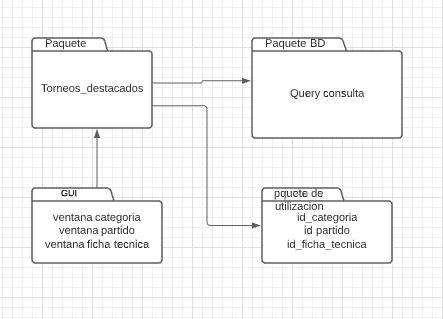 Paquete
Torneos_destacados
Paquete BD
Query consulta
GUI
ventana categoria
ventana partido
ventana ficha tecnica
pquete de
utilizacion
id_categoria
id partido
id_ficha_tecnica